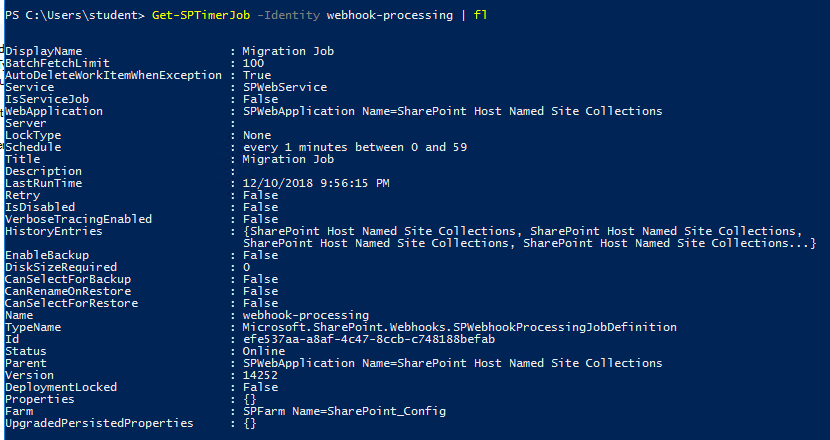 PS C:\Users\student> Get-SPTimerJob -Identity webhook-processing | fl
DisplayName : Migration Job
BatchFetchLimit : 100
AutoDeleteWorkItemWhenException : True
Service : SPWebService
IsServiceJob : False
WebApplication : SPWebApplication Name=SharePoint Host Named Site Collections
Server :
LockType : None
Schedule : every 1 minutes between 0 and 59
Title : Migration Job
Description :
LastRunTime : 12/10/2018 9:56:15 PM
Retry : False
IsDisabled : False
VerboseTracingEnabled : False
HistoryEntries : {SharePoint Host Named Site Collections, SharePoint Host Named Site Collections,
SharePoint Host Named Site Collections, SharePoint Host Named Site Collections...}
EnableBackup : False
DiskSizeRequired : 0
CanSelectForBackup : False
CanRenameOnRestore : False
CanSelectForRestore : False
Name : webhook-processing
TypeName : Microsoft.SharePoint.Webhooks.SPWebhookProcessingJobDefinition
Id : efe537aa-a8af-4c47-8ccb-c748188befab
Status : Online
Parent : SPWebApplication Name=SharePoint Host Named Site Collections
Version : 14252
DeploymentLocked : False
Properties : {}
Farm : SPFarm Name=SharePoint_Config
UpgradedPersistedProperties : {}